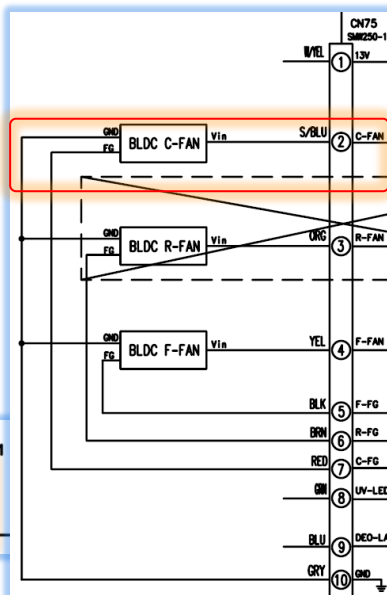 CN75
SMW250-1
W/YEL 1 13V
GND
FG
BLDC C-FAN
Vin
S/BLU 2 C-FAN
GND
FG
BLDC R-FAN
Vin
ORG 3 R-FAN
GND
FG
BLDC F-FAN
Vin
YEL 4 F-FAN
BLK 5 F-FG
BRN 6 R-FG
RED 7 C-FG
GRN 8 UV-LED
BLU 9 DEO-LA
GRY 10 GND